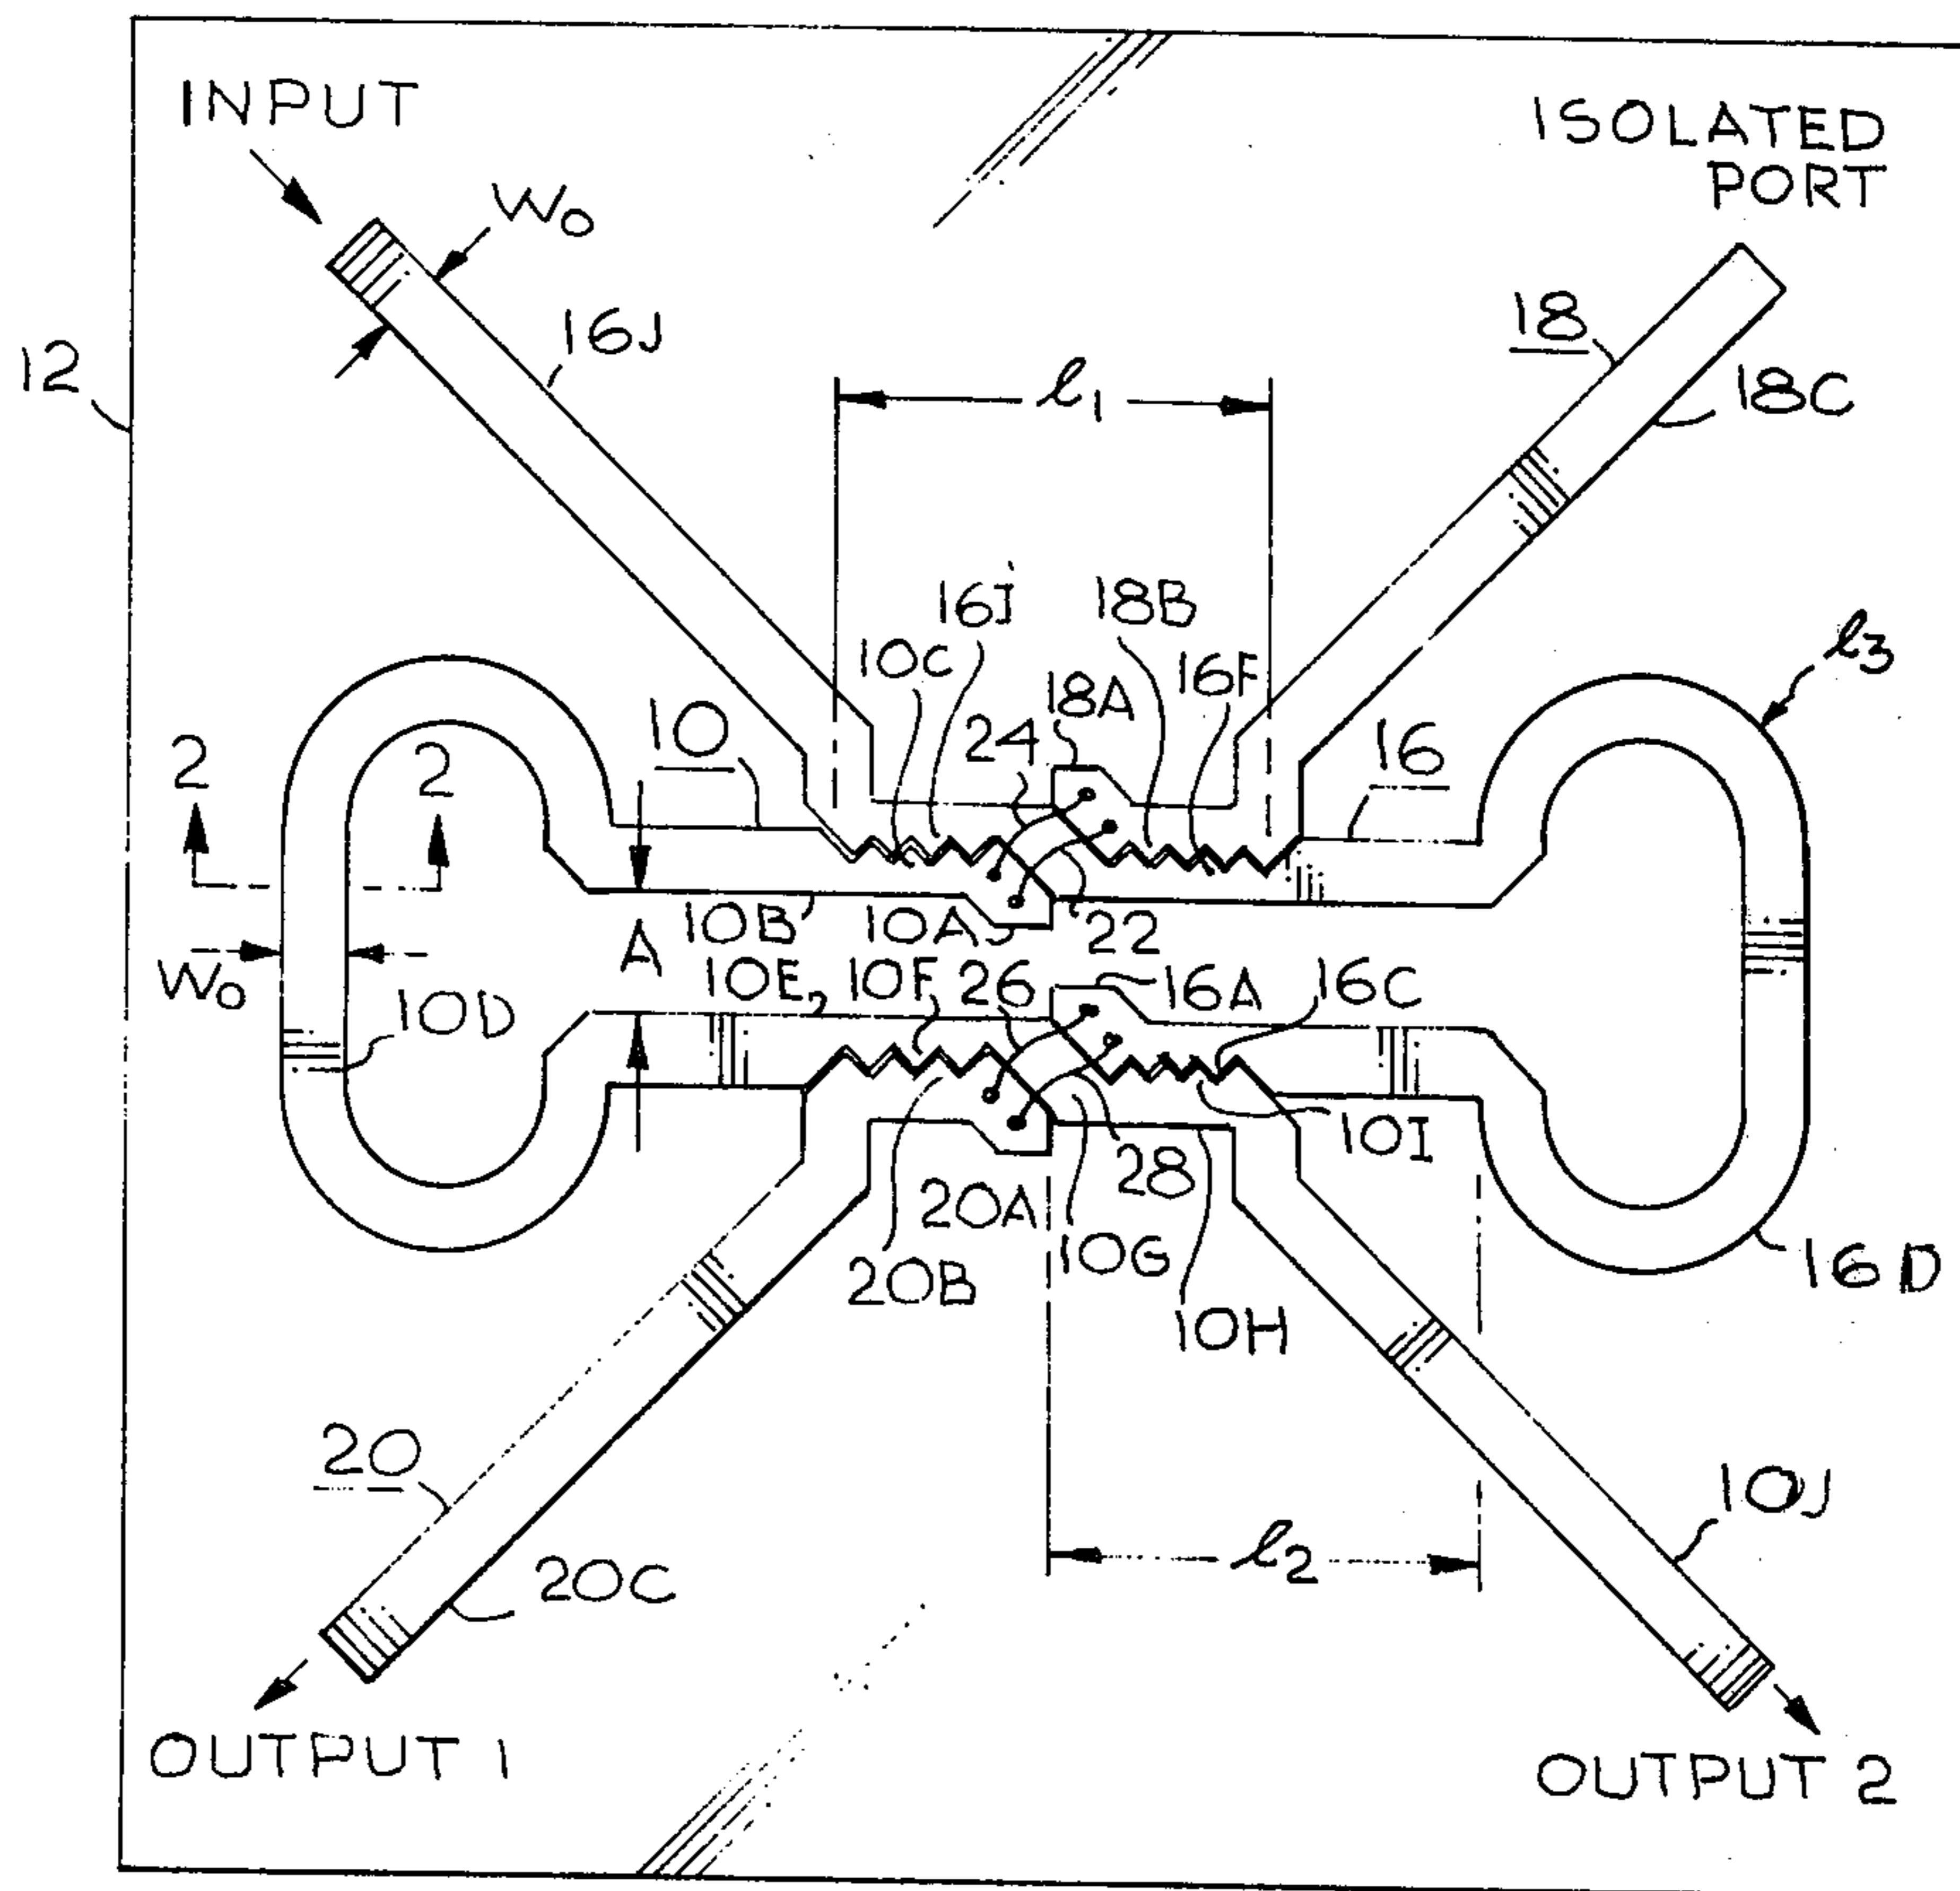 INPUT
ISOLATED
PORT
W₀
16J
18
12
ℓ₁
18C
16I
18B
ℓ₃
10C
16F
18A
10
24
16
2
2
10B
10A
22
A
W₀
10E
10F
26
16A
16C
10D
10I
28
20A
10G
16D
20B
10H
20
10J
ℓ₂
20C
OUTPUT 1
OUTPUT 2